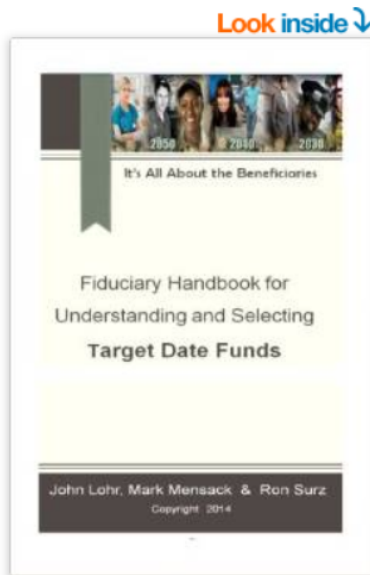 Look inside
2050 2040 2030
It's All About the Beneficiaries
Fiduciary Handbook for
Understanding and Selecting
Target Date Funds
John Lohr, Mark Mensack & Ron Surz
Copyright 2014